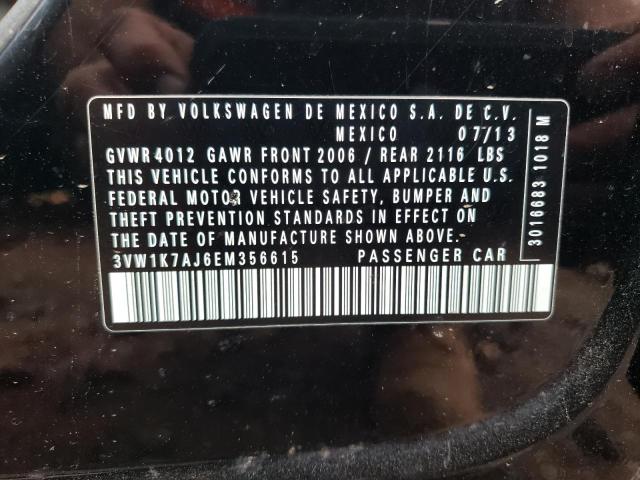 MFD BY VOLKSWAGEN DE MEXICO S.A. DE C.V.
MEXICO 07/13
GVWR 4012 GAWR FRONT 2006 / REAR 2116 LBS
THIS VEHICLE CONFORMS TO ALL APPLICABLE U.S.
FEDERAL MOTOR VEHICLE SAFETY, BUMPER AND
THEFT PREVENTION STANDARDS IN EFFECT ON
THE DATE OF MANUFACTURE SHOWN ABOVE.
3VW1K7AJ6EM356615 PASSENGER CAR
3016683 1018 M